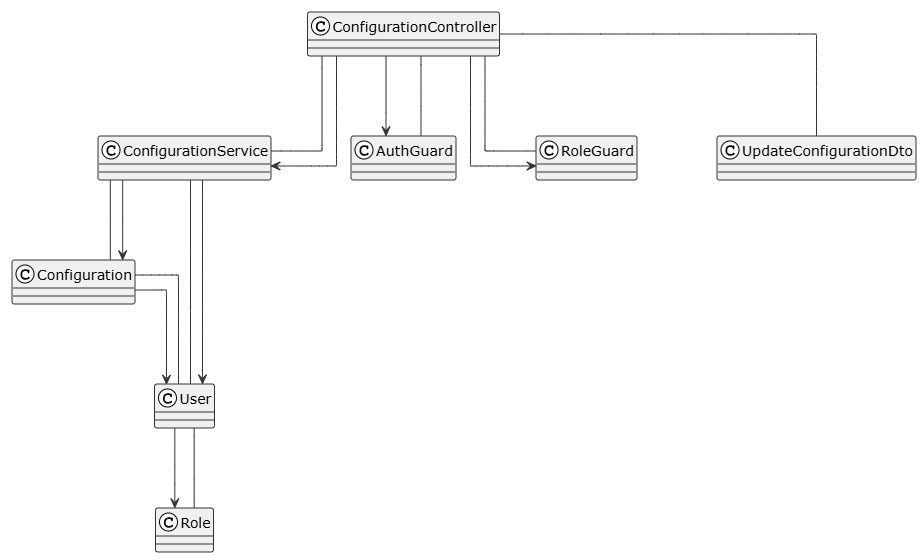 C ConfigurationController
C ConfigurationService
C AuthGuard
C RoleGuard
C UpdateConfigurationDto
C Configuration
C User
C Role